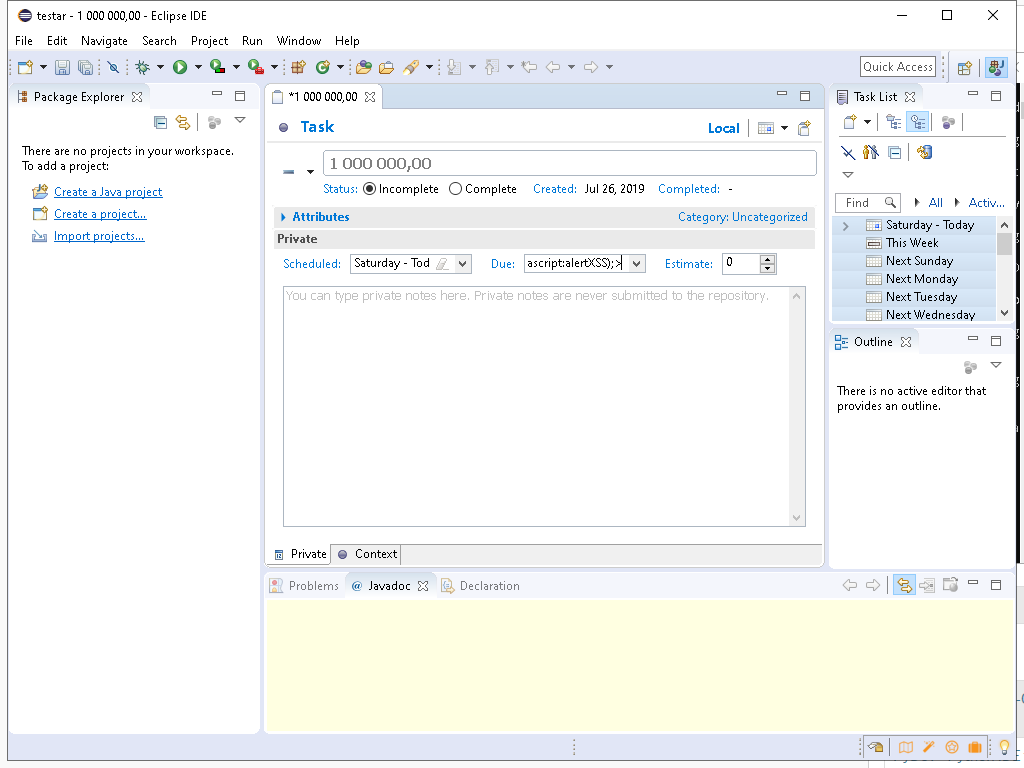 testar - 1 000 000,00 - Eclipse IDE
File Edit Navigate Search Project Run Window Help
Quick Access
Package Explorer
There are no projects in your workspace.
To add a project:
Create a Java project
Create a project...
Import projects...
*1 000 000,00
Task
Local
1 000 000,00
Status: Incomplete Complete Created: Jul 26, 2019 Completed: -
Attributes
Category: Uncategorized
Private
Scheduled: Saturday - Tod Due: ascript:alertXSS);> Estimate: 0
You can type private notes here. Private notes are never submitted to the repository.
Private Context
Task List
Find All Activ...
Saturday - Today
This Week
Next Sunday
Next Monday
Next Tuesday
Next Wednesday
Outline
There is no active editor that
provides an outline.
Problems @ Javadoc Declaration